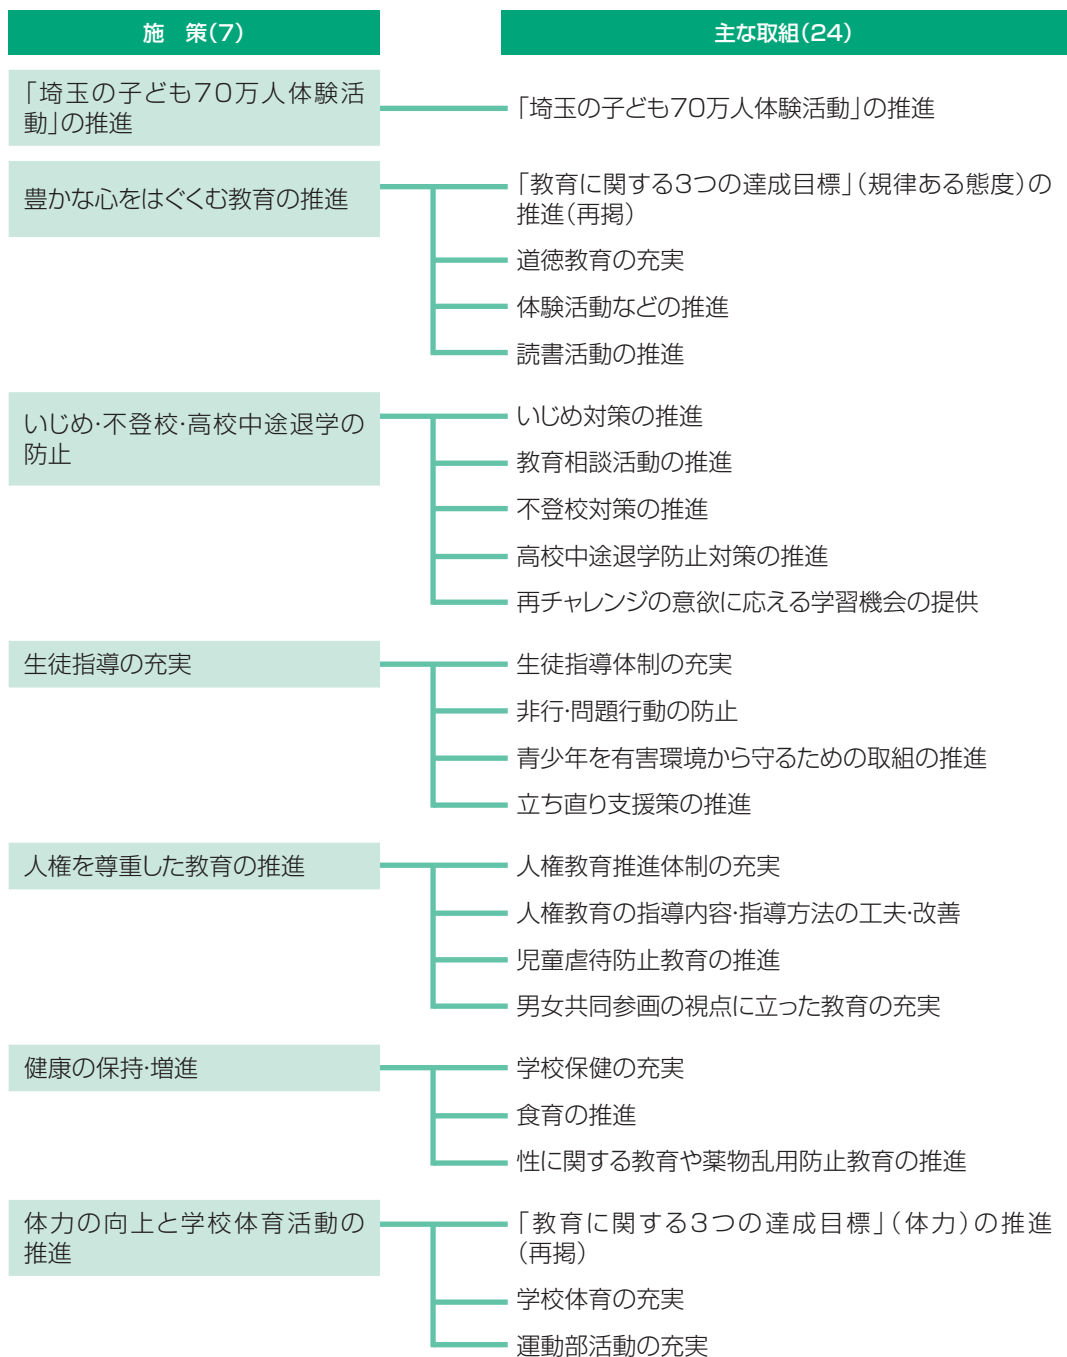 施 策(7)
主な取組(24)
「埼玉の子ども70万人体験活
動」の推進
「埼玉の子ども70万人体験活動」の推進
豊かな心をはぐくむ教育の推進
「教育に関する3つの達成目標」(規律ある態度)の
推進(再掲)
道徳教育の充実
体験活動などの推進
読書活動の推進
いじめ・不登校・高校中途退学の
防止
いじめ対策の推進
教育相談活動の推進
不登校対策の推進
高校中途退学防止対策の推進
再チャレンジの意欲に応える学習機会の提供
生徒指導の充実
生徒指導体制の充実
非行・問題行動の防止
青少年を有害環境から守るための取組の推進
立ち直り支援策の推進
人権を尊重した教育の推進
人権教育推進体制の充実
人権教育の指導内容・指導方法の工夫・改善
児童虐待防止教育の推進
男女共同参画の視点に立った教育の充実
健康の保持・増進
学校保健の充実
食育の推進
性に関する教育や薬物乱用防止教育の推進
体力の向上と学校体育活動の
推進
「教育に関する3つの達成目標」(体力)の推進
(再掲)
学校体育の充実
運動部活動の充実